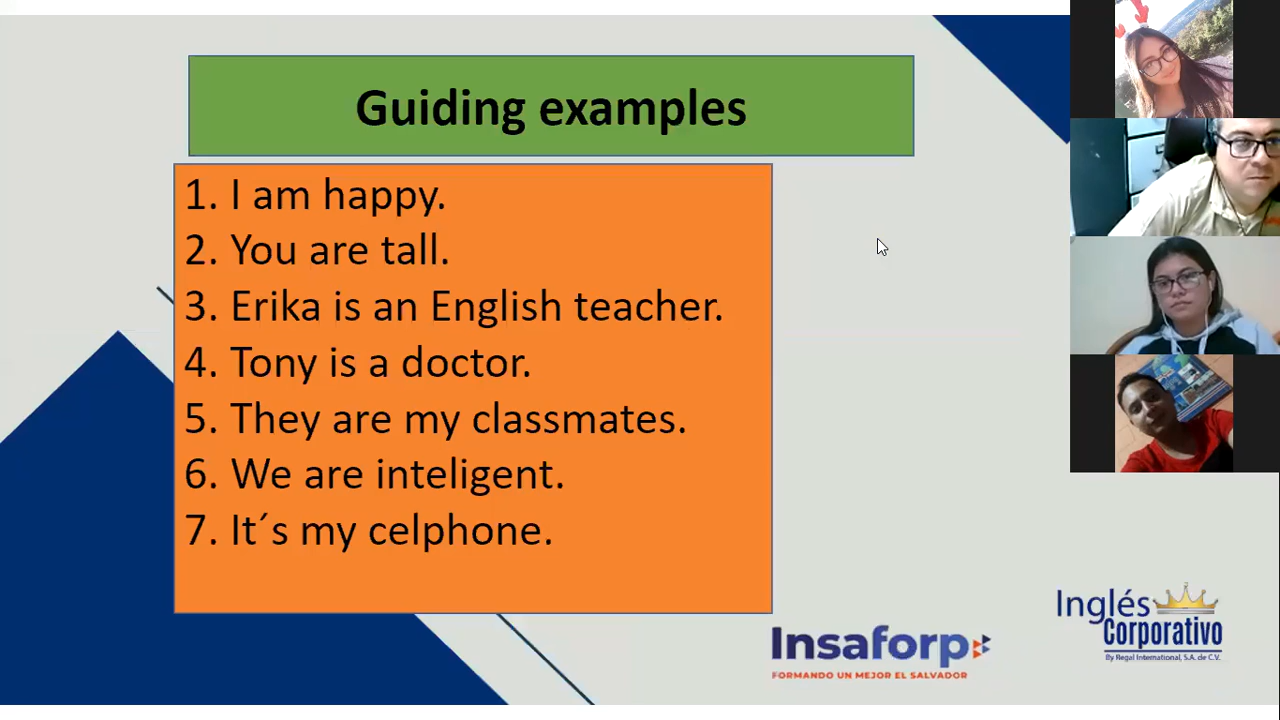 Guiding examples
1. I am happy.
2. You are tall.
3. Erika is an English teacher.
4. Tony is a doctor.
5. They are my classmates.
6. We are inteligent.
7. It´s my celphone.
Insaforp
FORMANDO UN MEJOR EL SALVADOR
Inglés
Corporativo
By Regal International, S.A. de C.V.